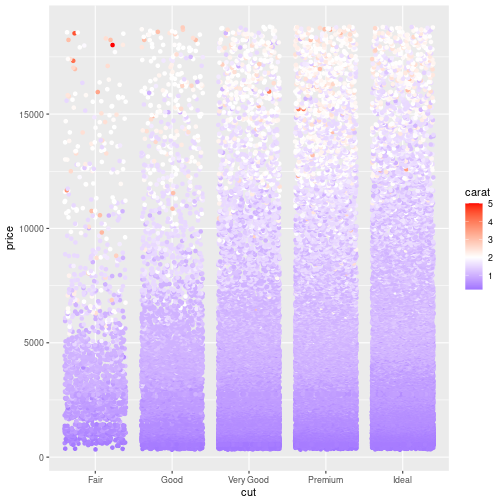 15000
10000
5000
0
price
Fair
Good
Very Good
Premium
Ideal
cut
carat
5
4
3
2
1